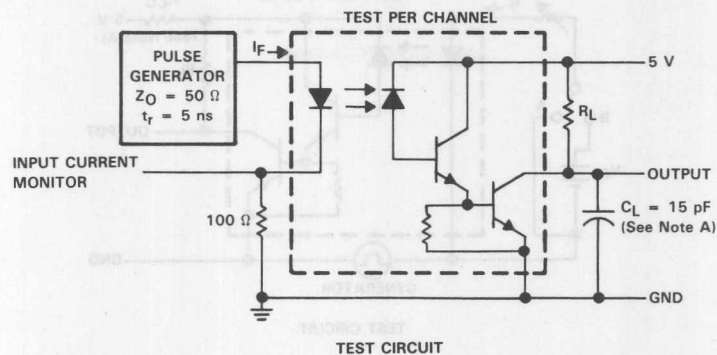 TEST PER CHANNEL
PULSE
GENERATOR
Z_O = 50 Ω
t_r = 5 ns
I_F
5 V
R_L
INPUT CURRENT
MONITOR
OUTPUT
100 Ω
C_L = 15 pF
(See Note A)
GND
TEST CIRCUIT